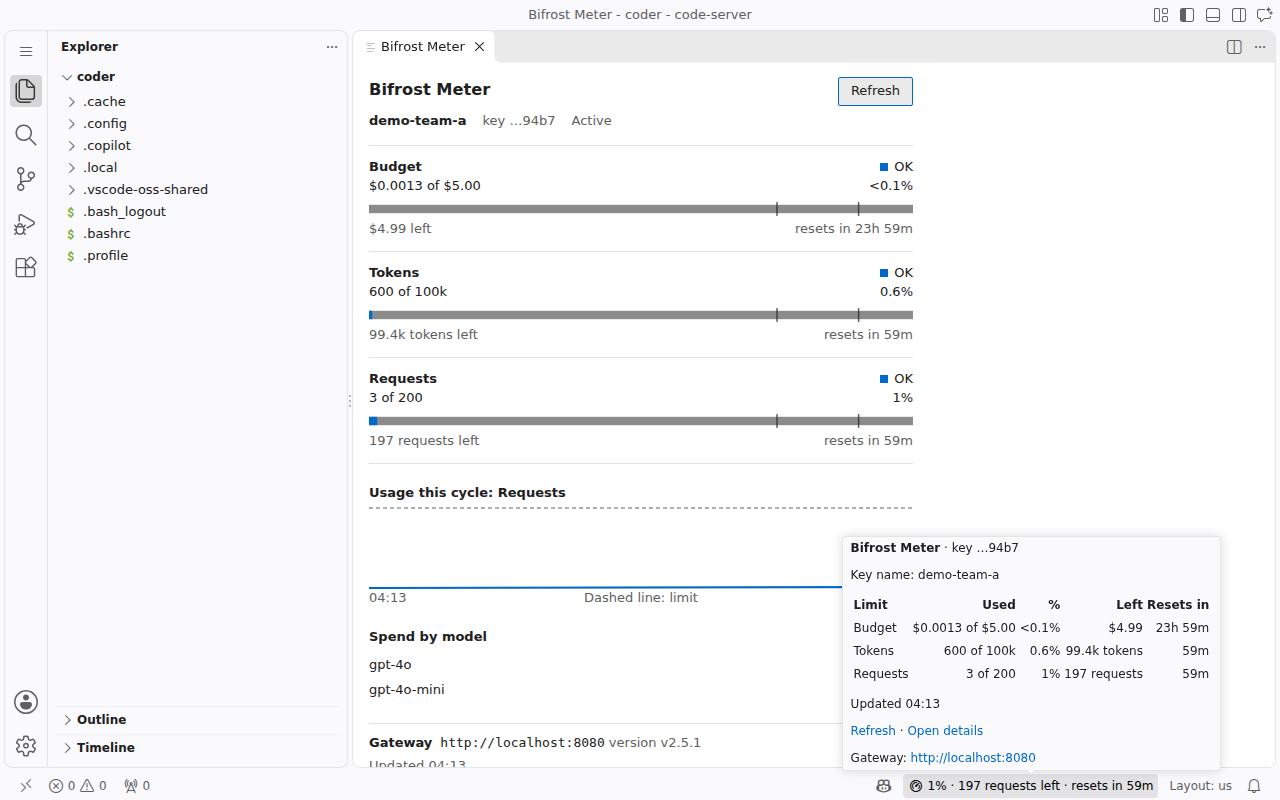 Bifrost Meter - coder - code-server
Explorer
coder
.cache
.config
.copilot
.local
.vscode-oss-shared
$ .bash_logout
$ .bashrc
$ .profile
Outline
Timeline
Bifrost Meter
Bifrost Meter
Refresh
demo-team-a key …94b7 Active
Budget OK
$0.0013 of $5.00 <0.1%
$4.99 left resets in 23h 59m
Tokens OK
600 of 100k 0.6%
99.4k tokens left resets in 59m
Requests OK
3 of 200 1%
197 requests left resets in 59m
Usage this cycle: Requests
04:13 Dashed line: limit
Spend by model
gpt-4o
gpt-4o-mini
Gateway http://localhost:8080 version v2.5.1
Updated 04:13
Bifrost Meter · key …94b7
Key name: demo-team-a
Limit Used % Left Resets in
Budget $0.0013 of $5.00 <0.1% $4.99 23h 59m
Tokens 600 of 100k 0.6% 99.4k tokens 59m
Requests 3 of 200 1% 197 requests 59m
Updated 04:13
Refresh · Open details
Gateway: http://localhost:8080
0 0 0
1% · 197 requests left · resets in 59m Layout: us